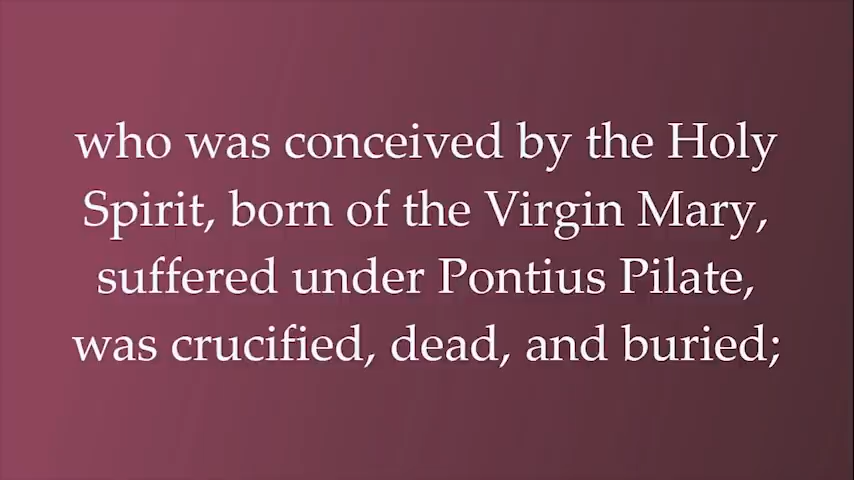 who was conceived by the Holy
Spirit, born of the Virgin Mary,
suffered under Pontius Pilate,
was crucified, dead, and buried;